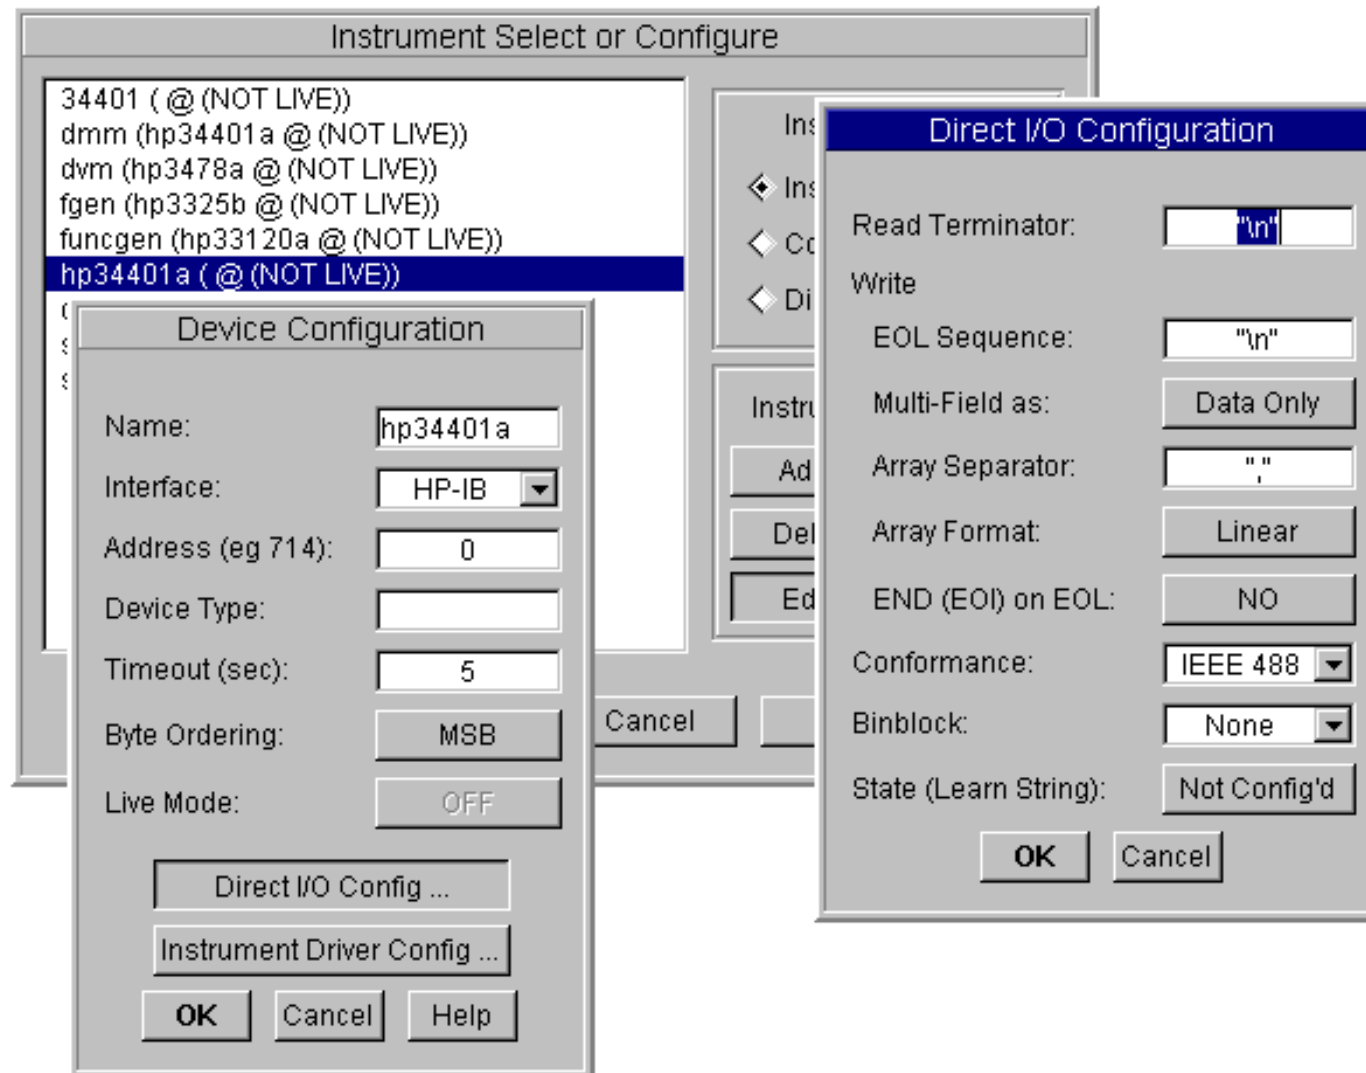 Instrument Select or Configure
34401 ( @ (NOT LIVE))
dmm (hp34401a @ (NOT LIVE))
dvm (hp3478a @ (NOT LIVE))
fgen (hp3325b @ (NOT LIVE))
funcgen (hp33120a @ (NOT LIVE))
hp34401a ( @ (NOT LIVE))
Cancel
Device Configuration
Name: hp34401a
Interface: HP-IB
Address (eg 714): 0
Device Type:
Timeout (sec): 5
Byte Ordering: MSB
Live Mode: OFF
Direct I/O Config ...
Instrument Driver Config ...
OK Cancel Help
Direct I/O Configuration
Read Terminator: "\n"
Write
EOL Sequence: "\n"
Multi-Field as: Data Only
Array Separator: ","
Array Format: Linear
END (EOI) on EOL: NO
Conformance: IEEE 488
Binblock: None
State (Learn String): Not Config'd
OK Cancel